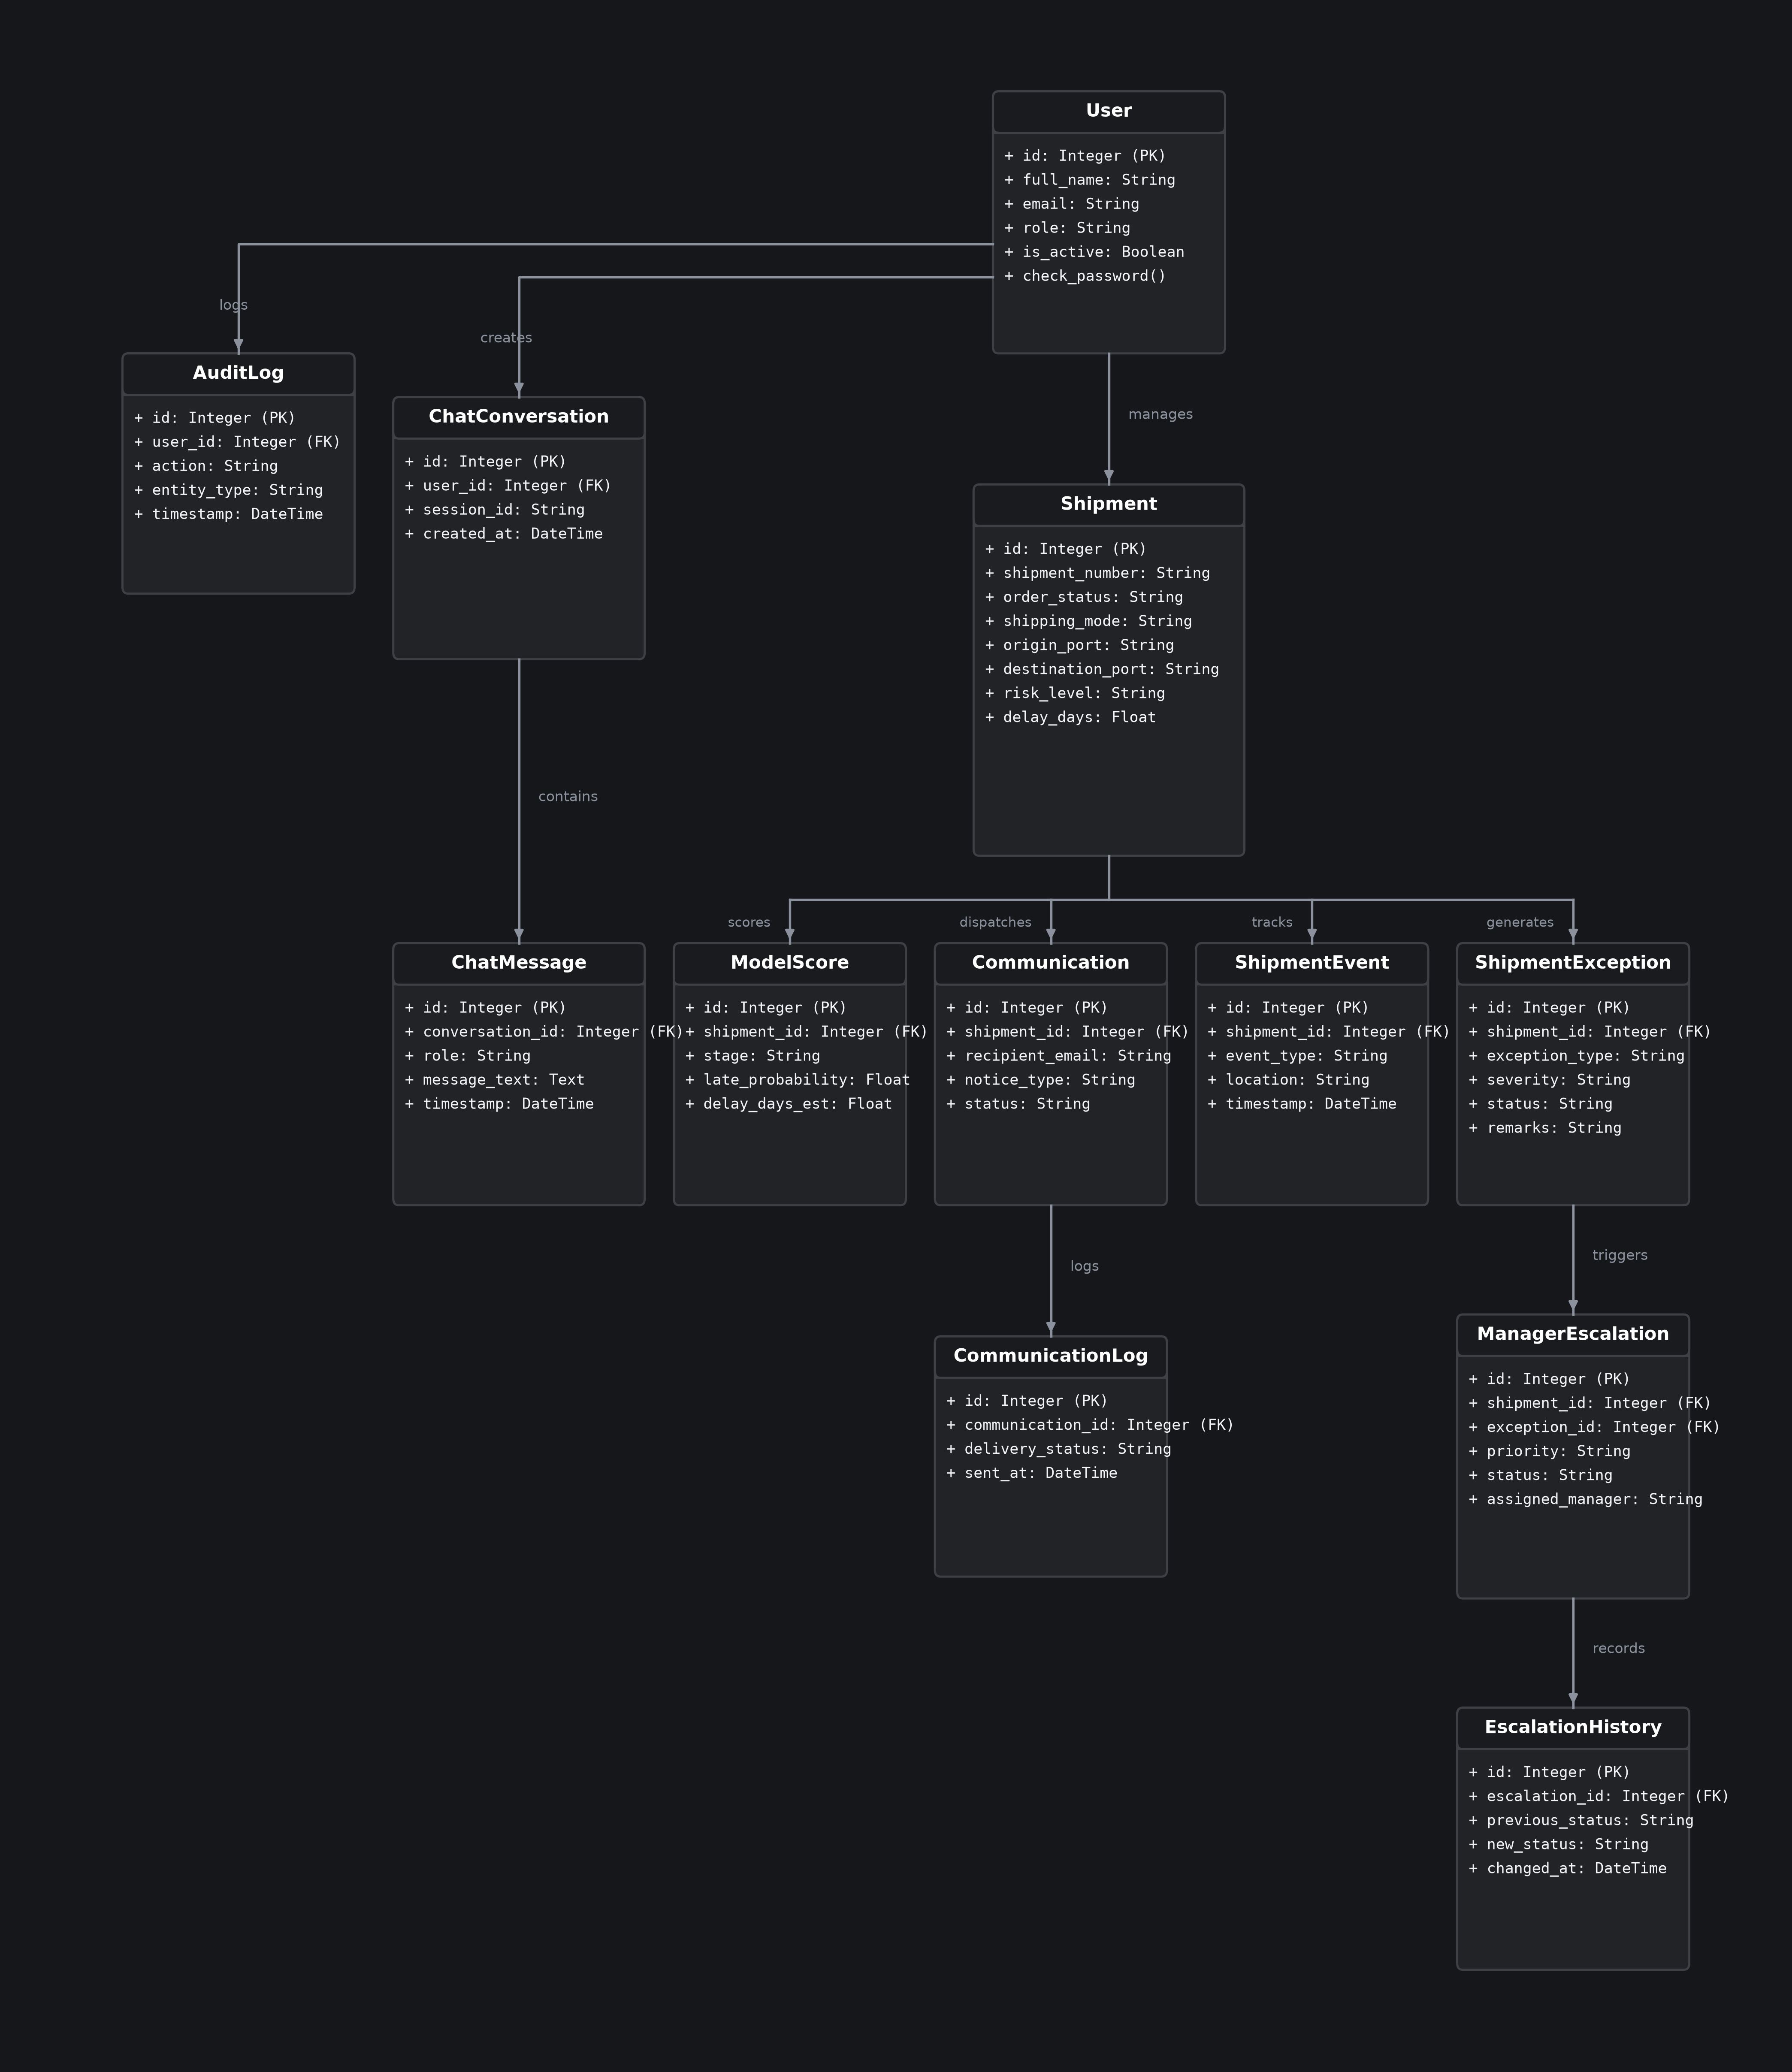 User
+ id: Integer (PK)
+ full_name: String
+ email: String
+ role: String
+ is_active: Boolean
+ check_password()
logs
creates
manages
AuditLog
+ id: Integer (PK)
+ user_id: Integer (FK)
+ action: String
+ entity_type: String
+ timestamp: DateTime
ChatConversation
+ id: Integer (PK)
+ user_id: Integer (FK)
+ session_id: String
+ created_at: DateTime
Shipment
+ id: Integer (PK)
+ shipment_number: String
+ order_status: String
+ shipping_mode: String
+ origin_port: String
+ destination_port: String
+ risk_level: String
+ delay_days: Float
contains
scores
dispatches
tracks
generates
ChatMessage
+ id: Integer (PK)
+ conversation_id: Integer (FK)
+ role: String
+ message_text: Text
+ timestamp: DateTime
ModelScore
+ id: Integer (PK)
+ shipment_id: Integer (FK)
+ stage: String
+ late_probability: Float
+ delay_days_est: Float
Communication
+ id: Integer (PK)
+ shipment_id: Integer (FK)
+ recipient_email: String
+ notice_type: String
+ status: String
ShipmentEvent
+ id: Integer (PK)
+ shipment_id: Integer (FK)
+ event_type: String
+ location: String
+ timestamp: DateTime
ShipmentException
+ id: Integer (PK)
+ shipment_id: Integer (FK)
+ exception_type: String
+ severity: String
+ status: String
+ remarks: String
logs
triggers
CommunicationLog
+ id: Integer (PK)
+ communication_id: Integer (FK)
+ delivery_status: String
+ sent_at: DateTime
ManagerEscalation
+ id: Integer (PK)
+ shipment_id: Integer (FK)
+ exception_id: Integer (FK)
+ priority: String
+ status: String
+ assigned_manager: String
records
EscalationHistory
+ id: Integer (PK)
+ escalation_id: Integer (FK)
+ previous_status: String
+ new_status: String
+ changed_at: DateTime